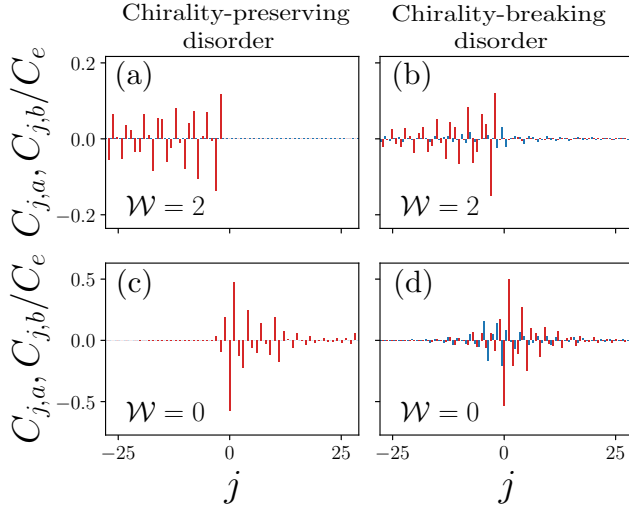 Chirality-preserving disorder
Chirality-breaking disorder
C_{j,a}, C_{j,b}/C_e
0.2
0.0
−0.2
(a)
𝒲 = 2
(b)
𝒲 = 2
C_{j,a}, C_{j,b}/C_e
0.5
0.0
−0.5
(c)
𝒲 = 0
(d)
𝒲 = 0
−25
0
25
−25
0
25
j
j